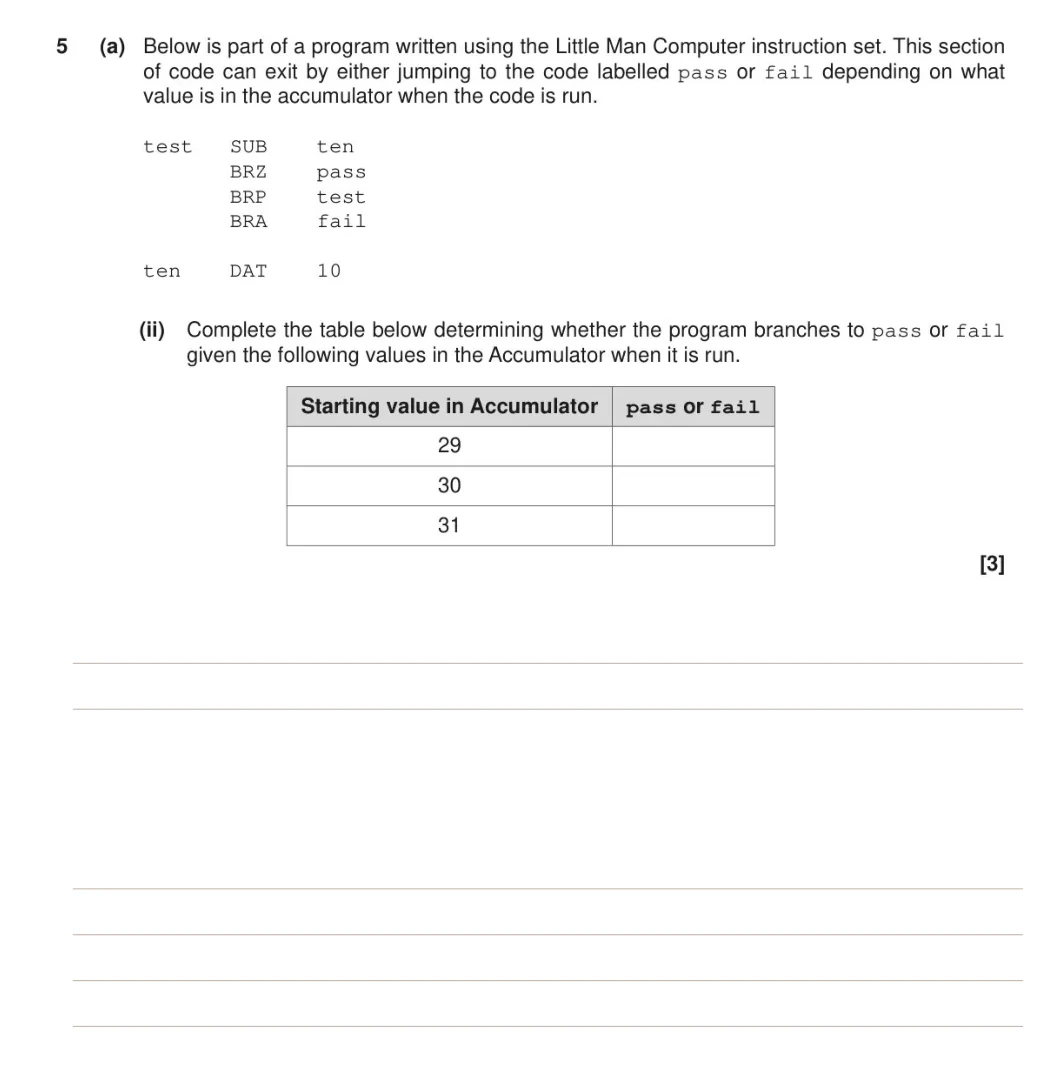 5 (a) Below is part of a program written using the Little Man Computer instruction set. This section
of code can exit by either jumping to the code labelled pass or fail depending on what
value is in the accumulator when the code is run.
test SUB ten
BRZ pass
BRP test
BRA fail
ten DAT 10
(ii) Complete the table below determining whether the program branches to pass or fail
given the following values in the Accumulator when it is run.
Starting value in Accumulator pass or fail
29
30
31
[3]